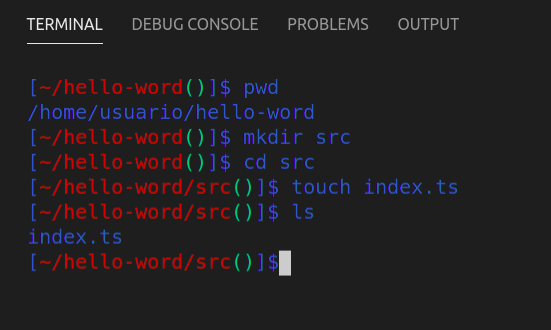 TERMINAL DEBUG CONSOLE PROBLEMS OUTPUT
[~/hello-word()]$ pwd
/home/usuario/hello-word
[~/hello-word()]$ mkdir src
[~/hello-word()]$ cd src
[~/hello-word/src()]$ touch index.ts
[~/hello-word/src()]$ ls
index.ts
[~/hello-word/src()]$